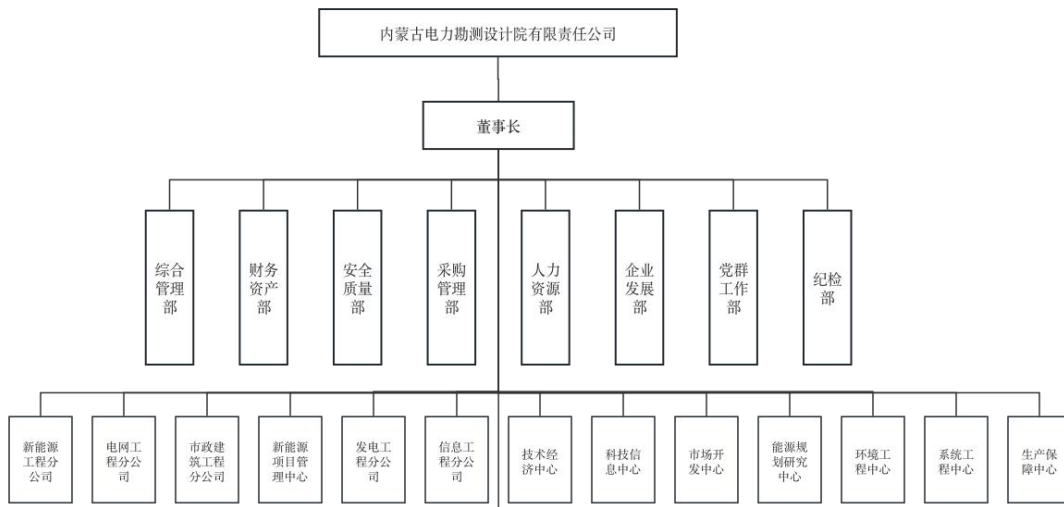 内蒙古电力勘测设计院有限责任公司
董事长
综合
管理
部
财务
资产
部
安全
质量
部
采购
管理
部
人力
资源
部
企业
发展
部
党群
工作
部
纪检
部
新能源
工程分
公司
电网工
程分公
司
市政建
筑工程
分公司
新能源
项目管
理中心
发电工
程分公
司
信息工
程分公
司
技术经
济中心
科技信
息中心
市场开
发中心
能源规
划研究
中心
环境工
程中心
系统工
程中心
生产保
障中心